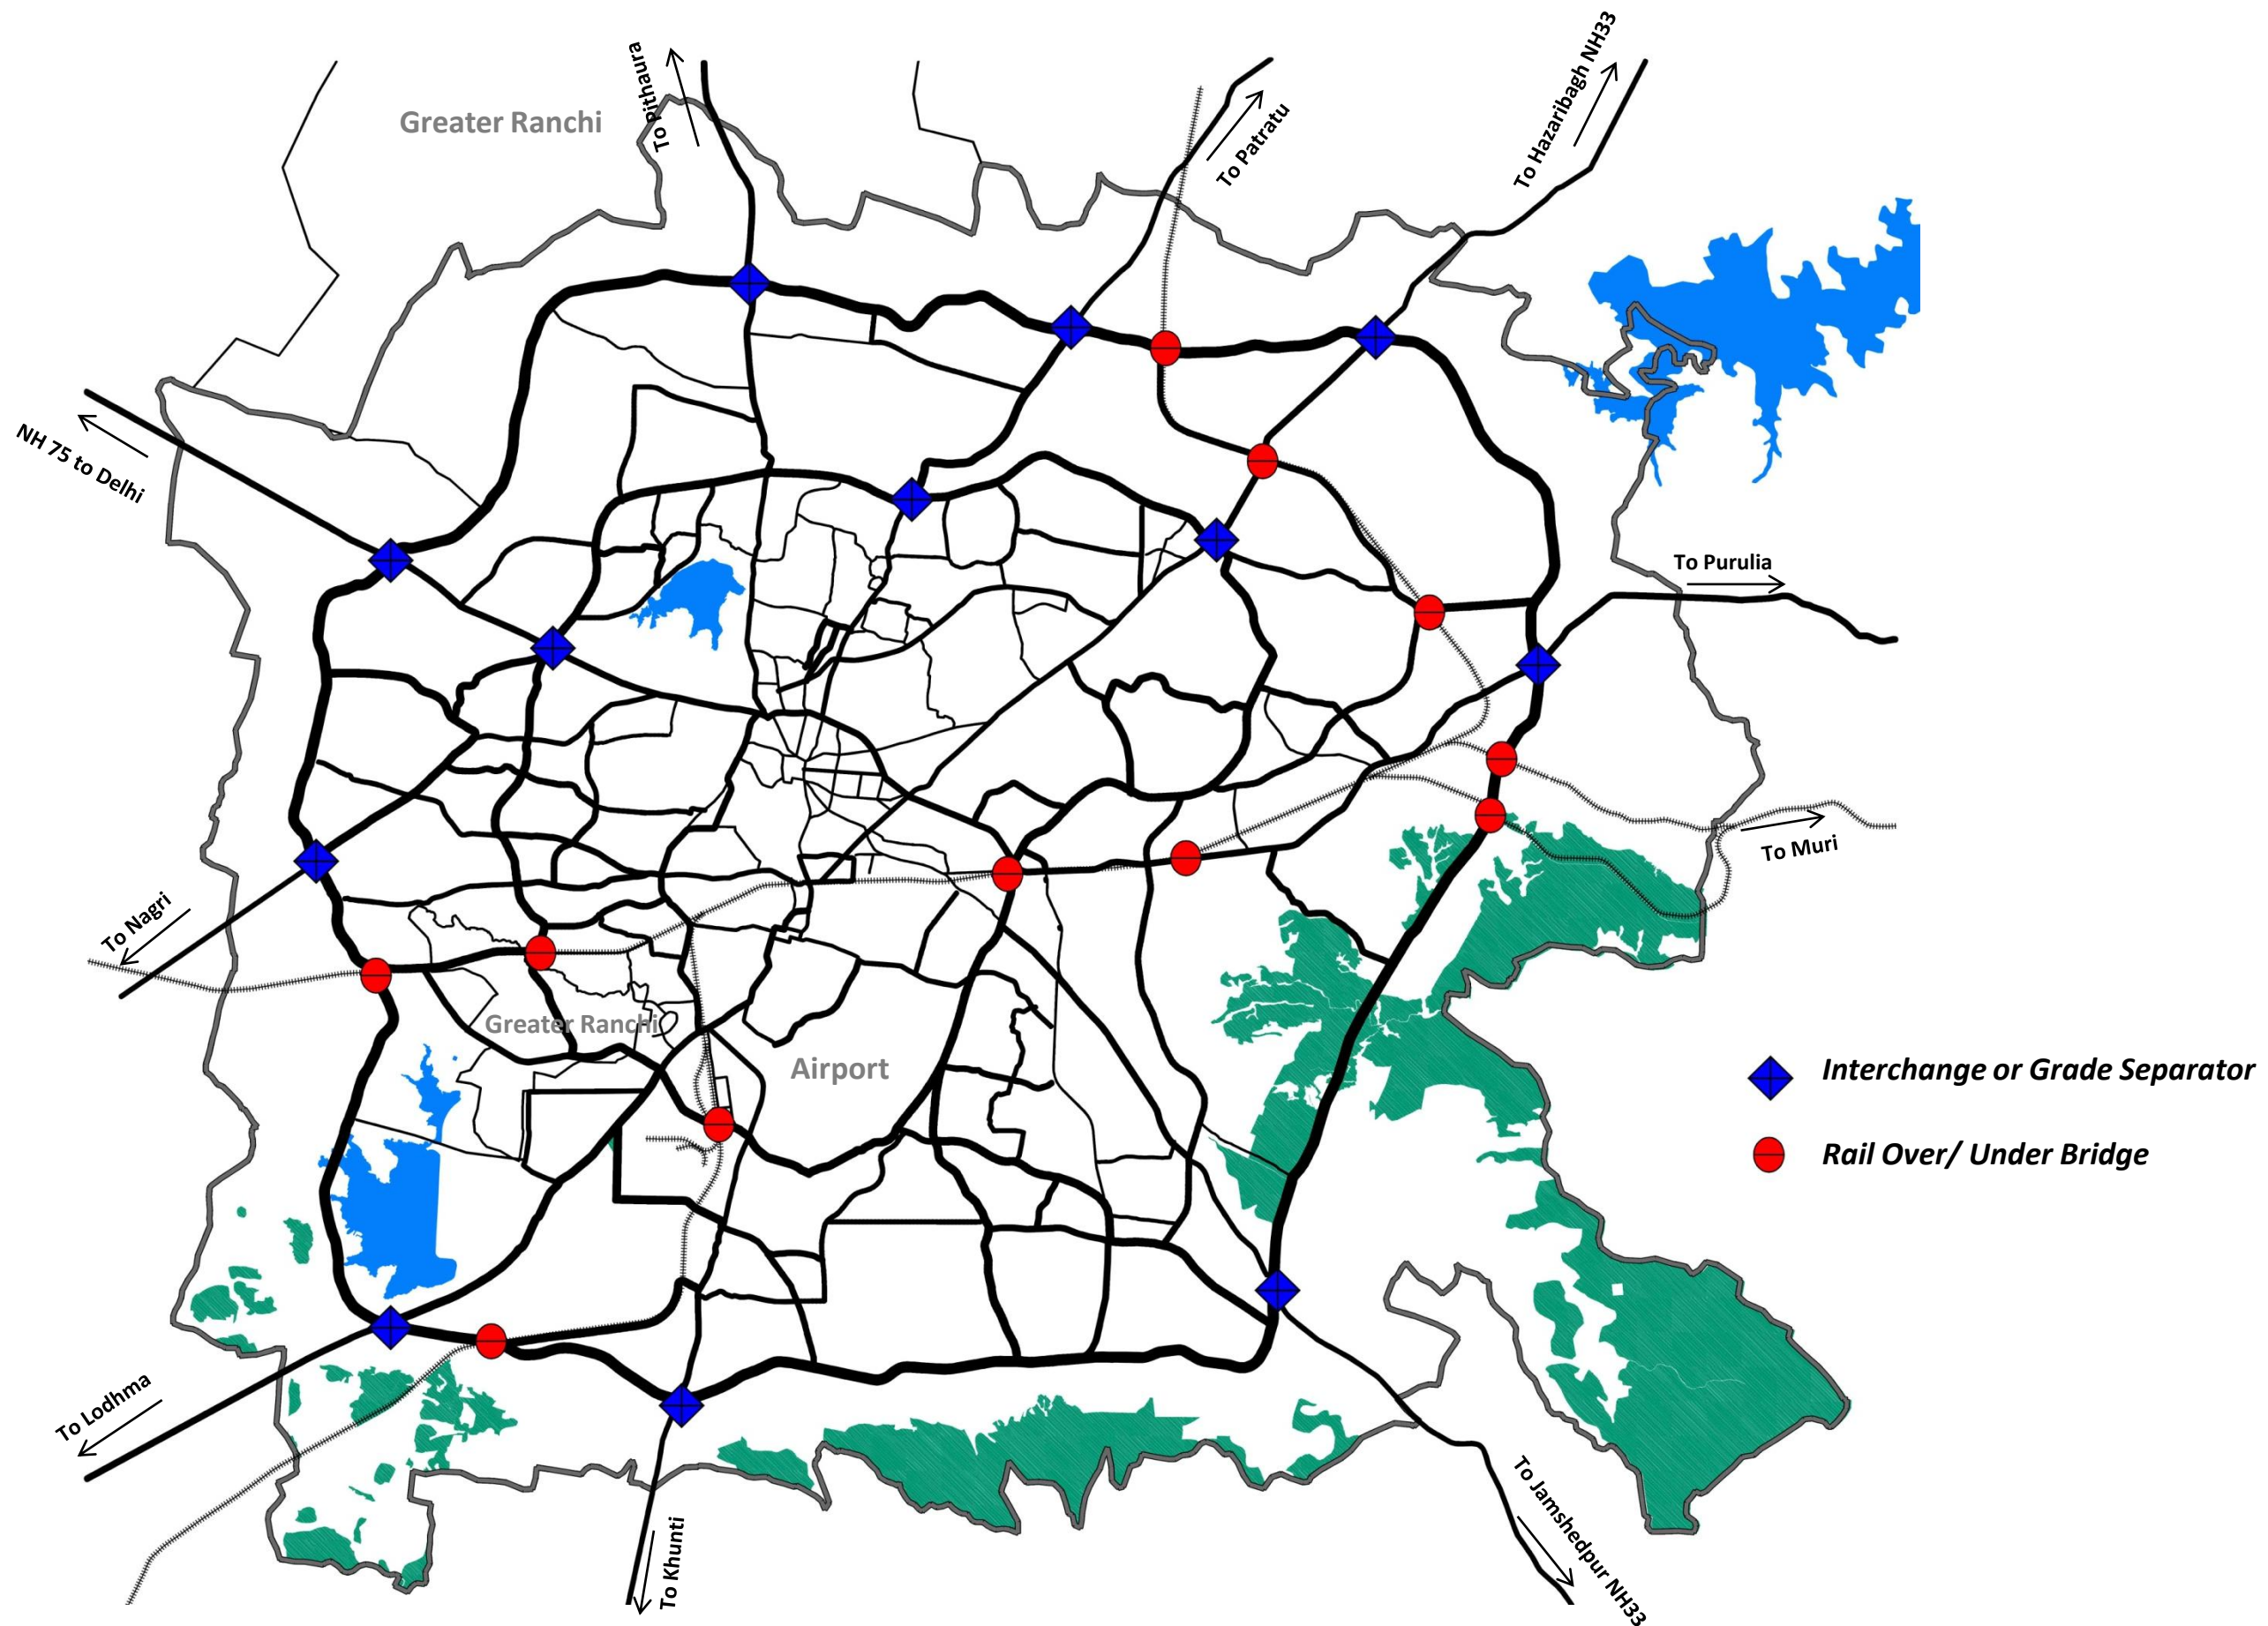 To Pithaura
Greater Ranchi
To Patratu
To Hazaribagh NH33
NH 75 to Delhi
To Purulia
To Muri
To Nagri
Greater Ranchi
Airport
Interchange or Grade Separator
Rail Over/ Under Bridge
To Lodhma
To Khunti
To Jamshedpur NH33